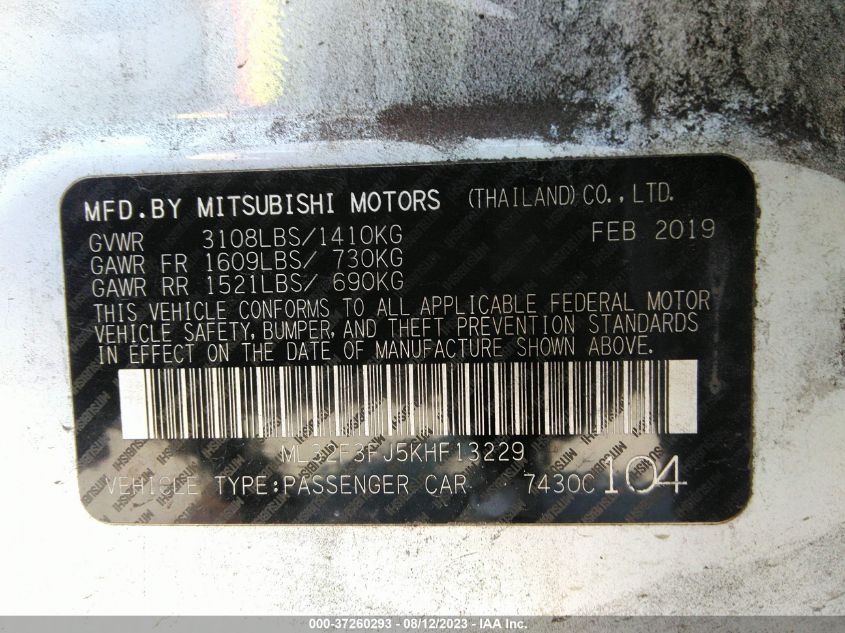 MFD.BY MITSUBISHI MOTORS (THAILAND) CO., LTD.
GVWR 3108LBS/1410KG FEB 2019
GAWR FR 1609LBS/ 730KG
GAWR RR 1521LBS/ 690KG
THIS VEHICLE CONFORMS TO ALL APPLICABLE FEDERAL MOTOR
VEHICLE SAFETY, BUMPER, AND THEFT PREVENTION STANDARDS
IN EFFECT ON THE DATE OF MANUFACTURE SHOWN ABOVE.
ML32F3FJ5KHF13229
VEHICLE TYPE:PASSENGER CAR 7430C 104
000-37260293 - 08/12/2023 - IAA Inc.